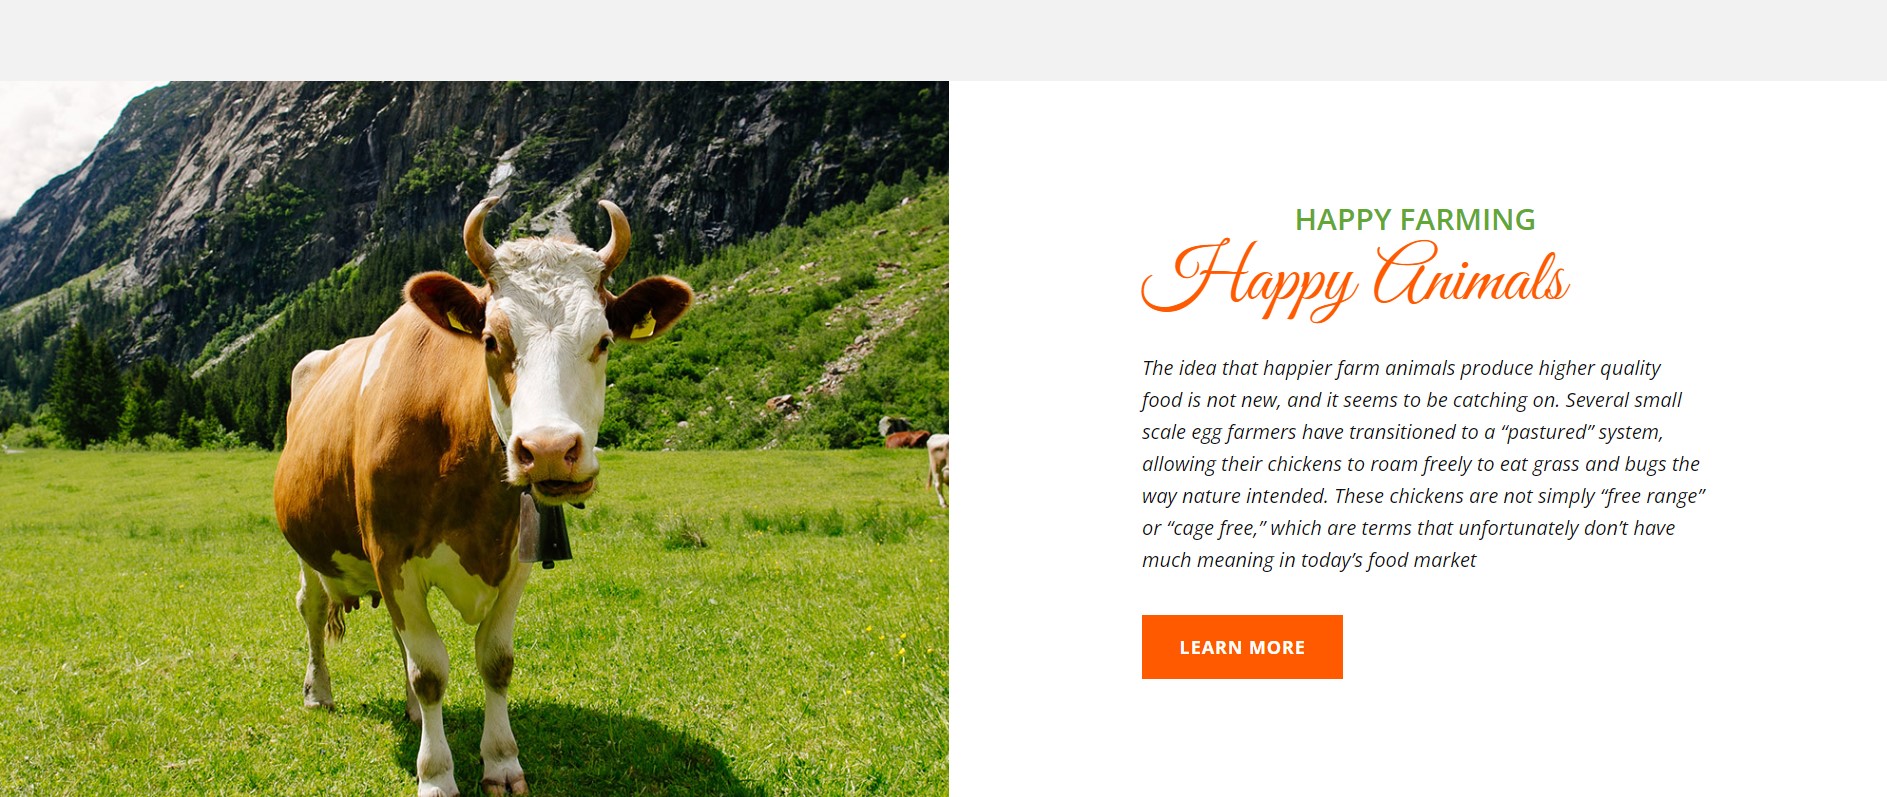 HAPPY FARMING
Happy Animals
The idea that happier farm animals produce higher quality
food is not new, and it seems to be catching on. Several small
scale egg farmers have transitioned to a “pastured” system,
allowing their chickens to roam freely to eat grass and bugs the
way nature intended. These chickens are not simply “free range”
or “cage free,” which are terms that unfortunately don’t have
much meaning in today’s food market
LEARN MORE